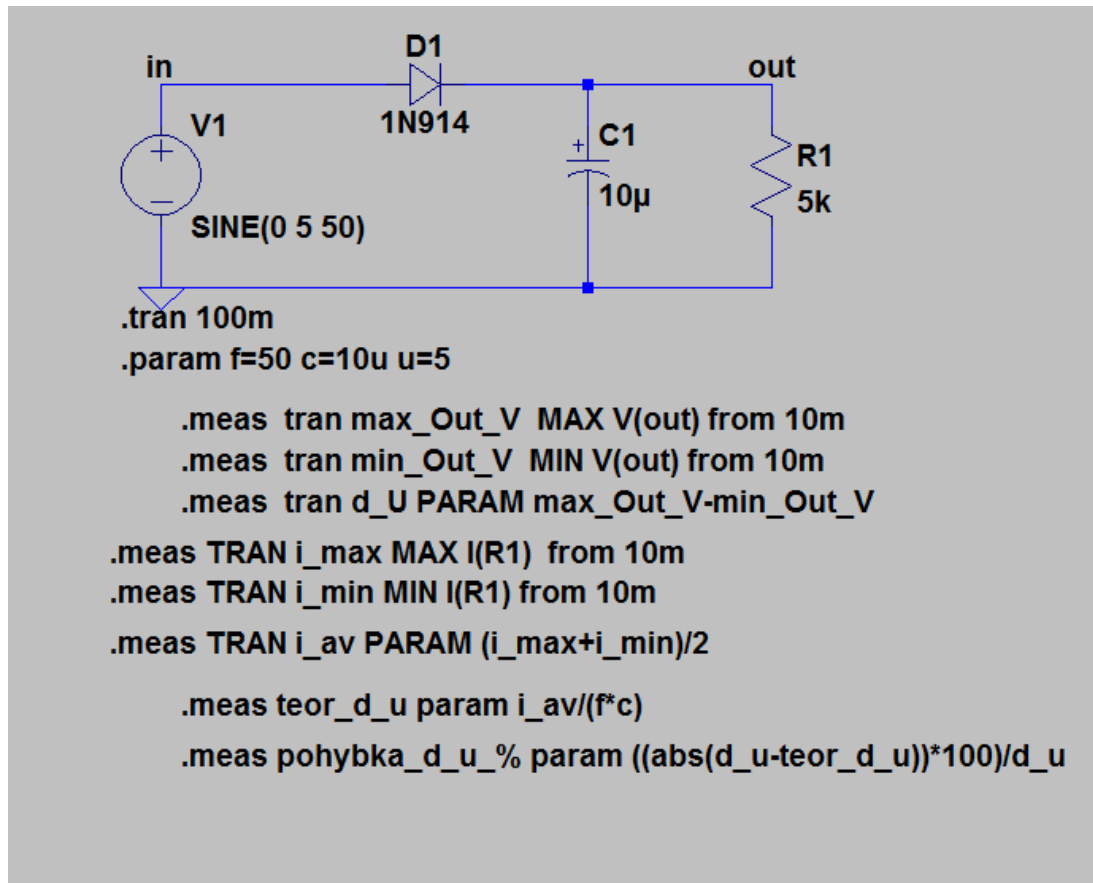 D1
in
out
1N914
V1
C1
R1
10µ
5k
SINE(0 5 50)
.tran 100m
.param f=50 c=10u u=5
.meas tran max_Out_V MAX V(out) from 10m
.meas tran min_Out_V MIN V(out) from 10m
.meas tran d_U PARAM max_Out_V-min_Out_V
.meas TRAN i_max MAX I(R1) from 10m
.meas TRAN i_min MIN I(R1) from 10m
.meas TRAN i_av PARAM (i_max+i_min)/2
.meas teor_d_u param i_av/(f*c)
.meas pohybka_d_u_% param ((abs(d_u-teor_d_u))*100)/d_u